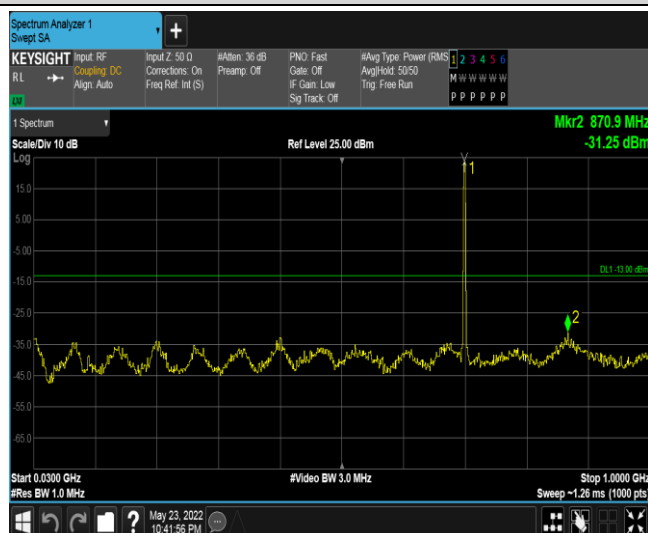 Spectrum Analyzer 1
Swept SA
+
KEYSIGHT
RL
Input: RF
Coupling: DC
Align: Auto
Input Z: 50 Ω
Corrections: On
Freq Ref: Int (S)
#Atten: 36 dB
Preamp: Off
PNO: Fast
Gate: Off
IF Gain: Low
Sig Track: Off
#Avg Type: Power (RMS
Avg|Hold: 50/50
Trig: Free Run
1 2 3 4 5 6
M W W W W W
P P P P P P
1 Spectrum
Mkr2 870.9 MHz
-31.25 dBm
Scale/Div 10 dB
Ref Level 25.00 dBm
Log
15.0
5.00
-5.00
-15.0
-25.0
-35.0
-45.0
-55.0
-65.0
1
DL1 -13.00 dBm
2
Start 0.0300 GHz
#Video BW 3.0 MHz
Stop 1.0000 GHz
#Res BW 1.0 MHz
Sweep ~1.26 ms (1000 pts)
?
May 23, 2022
10:41:56 PM